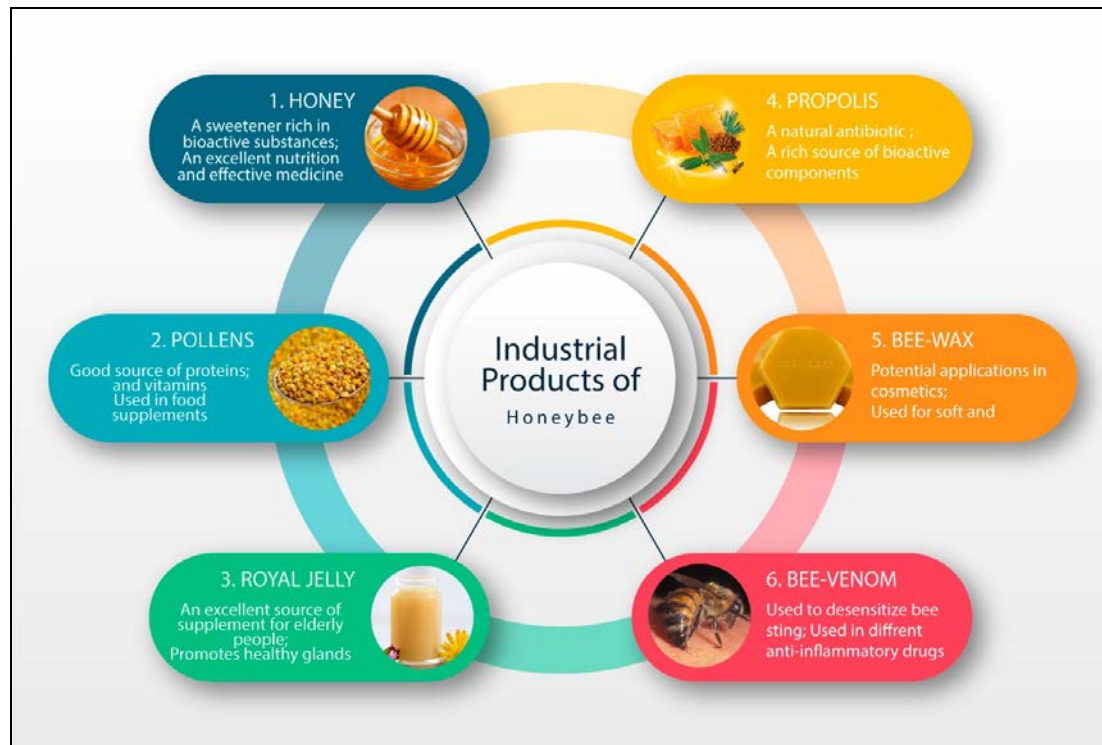 Industrial
Products of
Honeybee
1. HONEY
A sweetener rich in
bioactive substances;
An excellent nutrition
and effective medicine
2. POLLENS
Good source of proteins;
and vitamins
Used in food
supplements
3. ROYAL JELLY
An excellent source of
supplement for elderly
people;
Promotes healthy glands
4. PROPOLIS
A natural antibiotic ;
A rich source of bioactive
components
5. BEE-WAX
Potential applications in
cosmetics;
Used for soft and
6. BEE-VENOM
Used to desensitize bee
sting; Used in diffrent
anti-inflammatory drugs